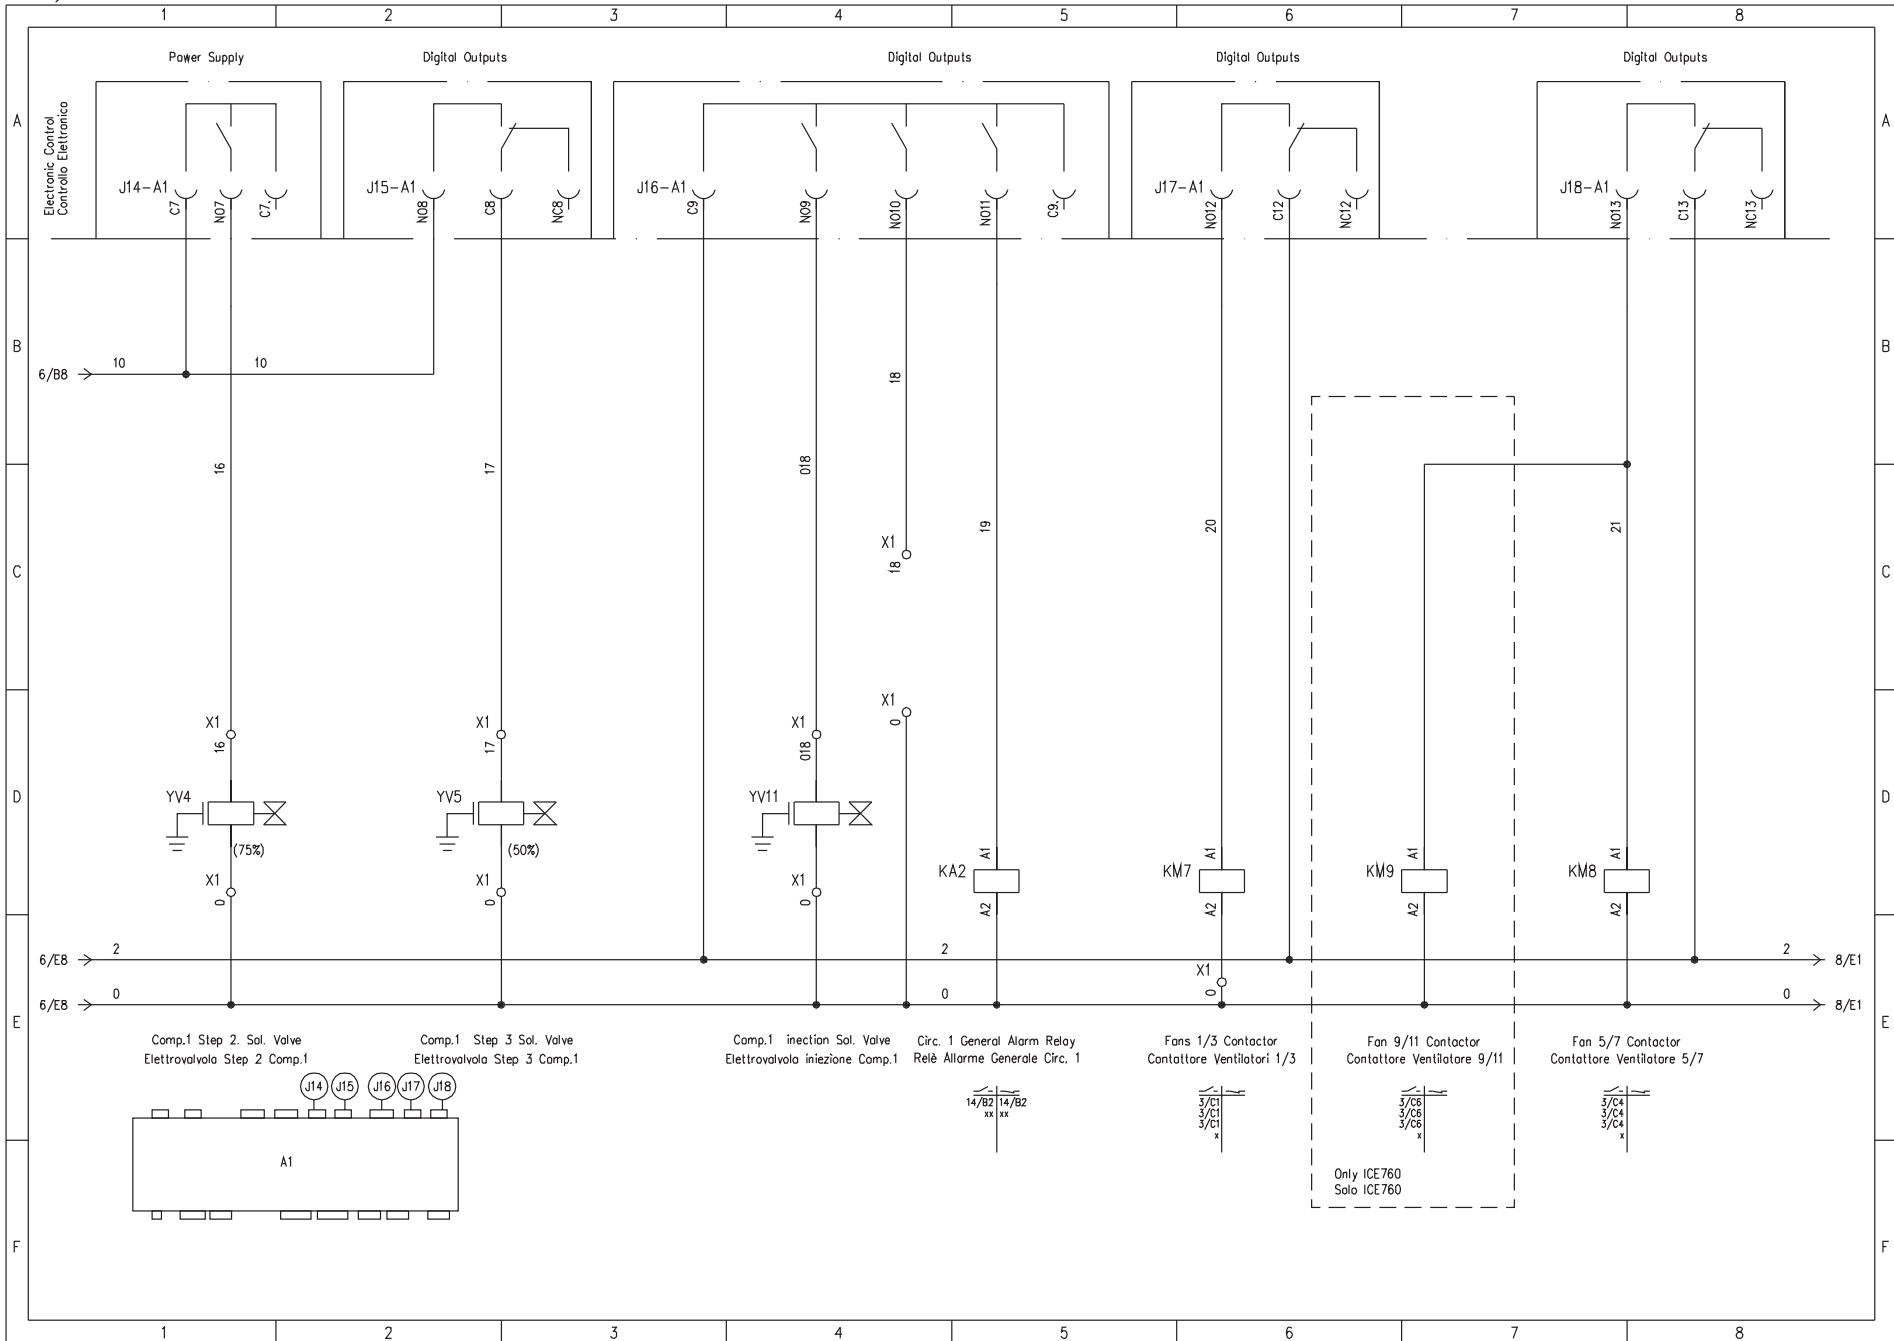 1 2 3 4 5 6 7 8
Power Supply
Digital Outputs
Digital Outputs
Digital Outputs
Digital Outputs
A
Electronic Control
Controllo Elettronico
A
J14-A1
C7
NO7
C7.
J15-A1
NO8
C8
NC8
J16-A1
C9
NO9
NO10
NO11
C9.
J17-A1
NO12
C12
NC12
J18-A1
NO13
C13
NC13
B
B
6/B8
10
10
18
16
17
018
19
20
21
C
C
X1
18
X1
0
X1
16
X1
17
X1
018
D
D
YV4
(75%)
YV5
(50%)
YV11
KA2
A1
A2
KM7
A1
A2
KM9
A1
A2
KM8
A1
A2
X1
0
X1
0
X1
0
6/E8
2
2
2
8/E1
X1
0
6/E8
0
0
0
8/E1
E
E
Comp.1 Step 2. Sol. Valve
Elettrovalvola Step 2 Comp.1
Comp.1 Step 3 Sol. Valve
Elettrovalvola Step 3 Comp.1
Comp.1 inection Sol. Valve
Elettrovalvola iniezione Comp.1
Circ. 1 General Alarm Relay
Relè Allarme Generale Circ. 1
Fans 1/3 Contactor
Contattore Ventilatori 1/3
Fan 9/11 Contactor
Contattore Ventilatore 9/11
Fan 5/7 Contactor
Contattore Ventilatore 5/7
J14 J15 J16 J17 J18
14/B2 14/B2
xx xx
3/C1
3/C1
3/C1
x
3/C6
3/C6
3/C6
x
3/C4
3/C4
3/C4
x
A1
Only ICE760
Solo ICE760
F
F
1 2 3 4 5 6 7 8